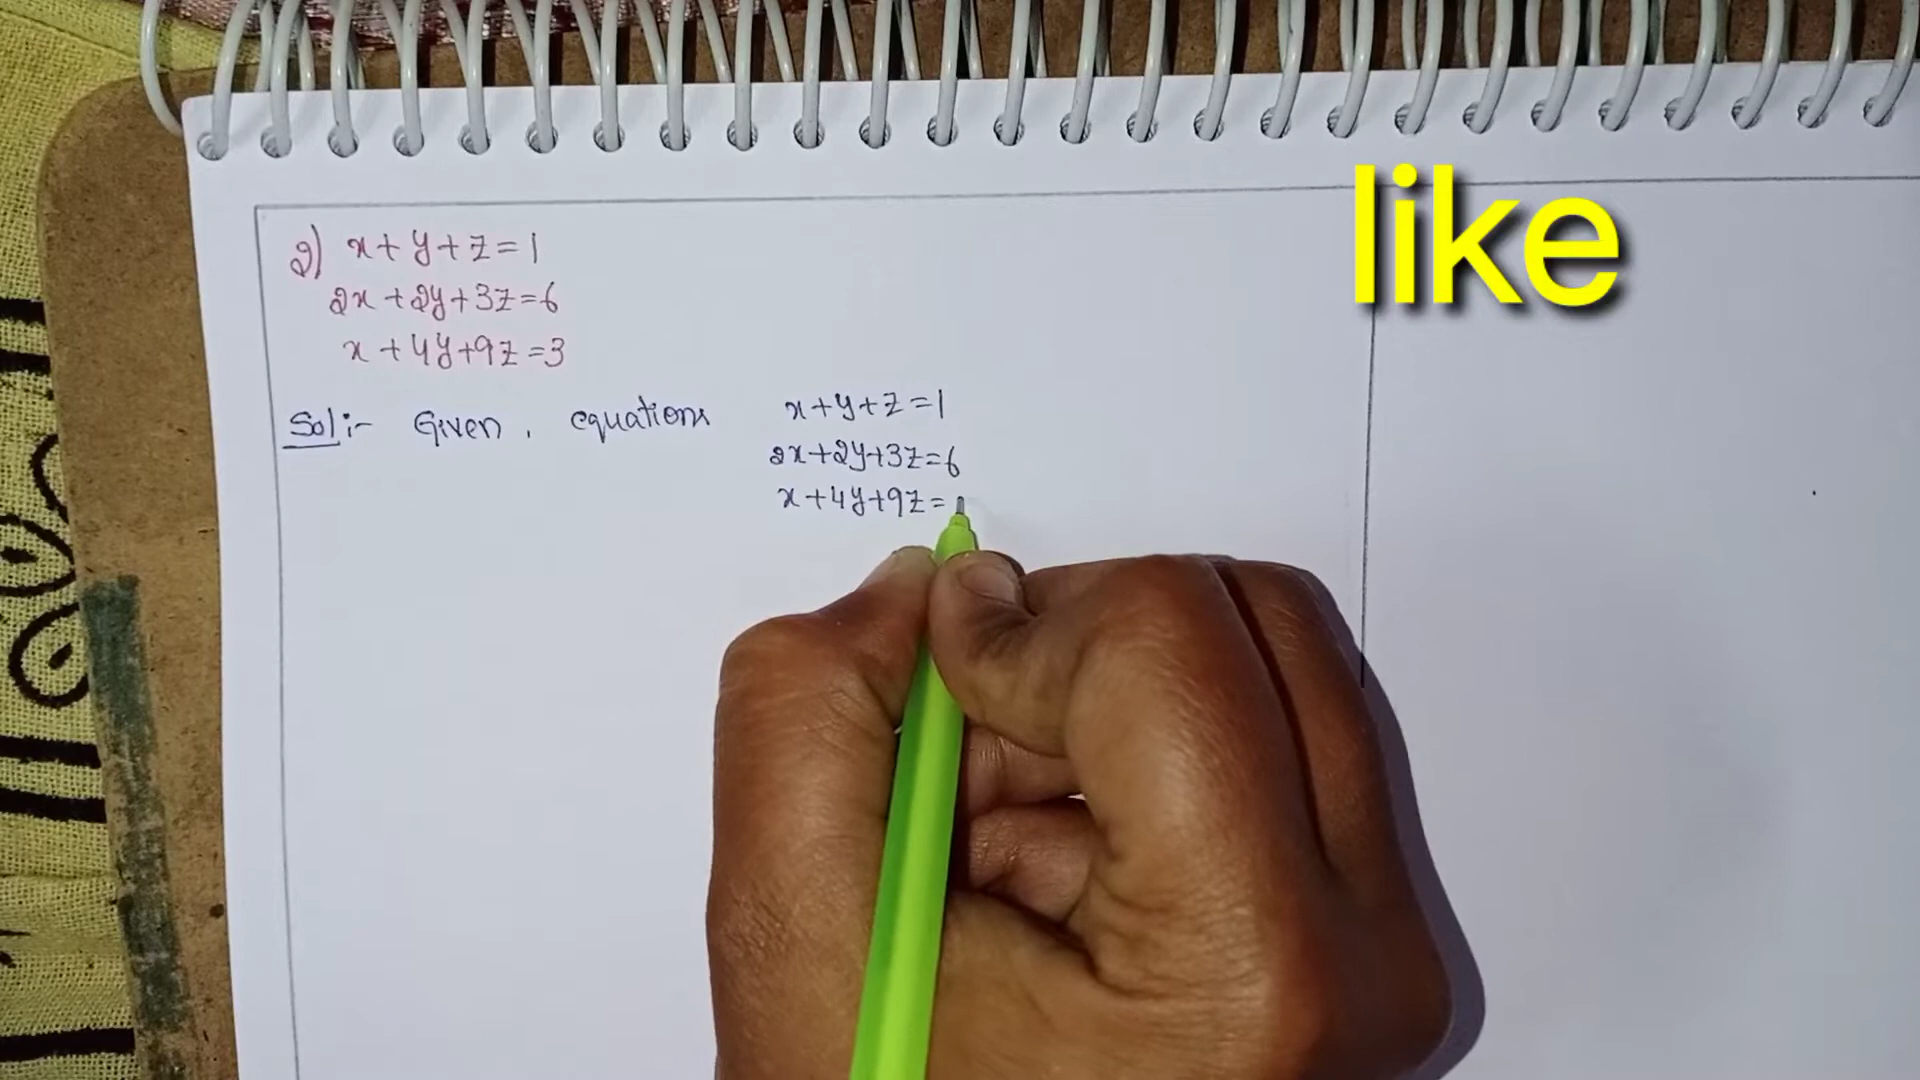 like
2) x+y+z=1
2x+2y+3z=6
x+4y+9z=3
Sol:- Given, equations x+y+z=1
2x+2y+3z=6
x+4y+9z=